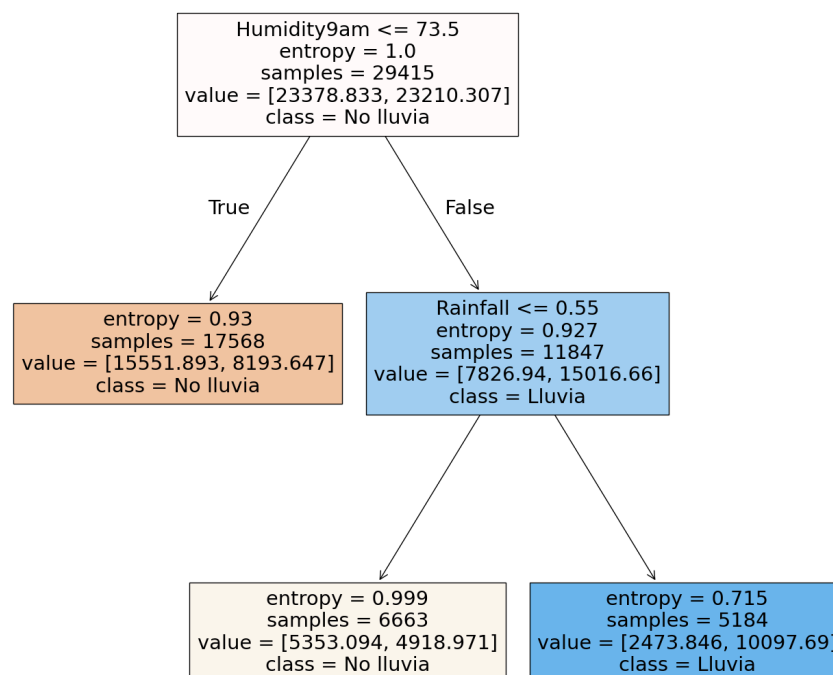 Humidity9am <= 73.5
entropy = 1.0
samples = 29415
value = [23378.833, 23210.307]
class = No lluvia
True
False
entropy = 0.93
samples = 17568
value = [15551.893, 8193.647]
class = No lluvia
Rainfall <= 0.55
entropy = 0.927
samples = 11847
value = [7826.94, 15016.66]
class = Lluvia
entropy = 0.999
samples = 6663
value = [5353.094, 4918.971]
class = No lluvia
entropy = 0.715
samples = 5184
value = [2473.846, 10097.69]
class = Lluvia